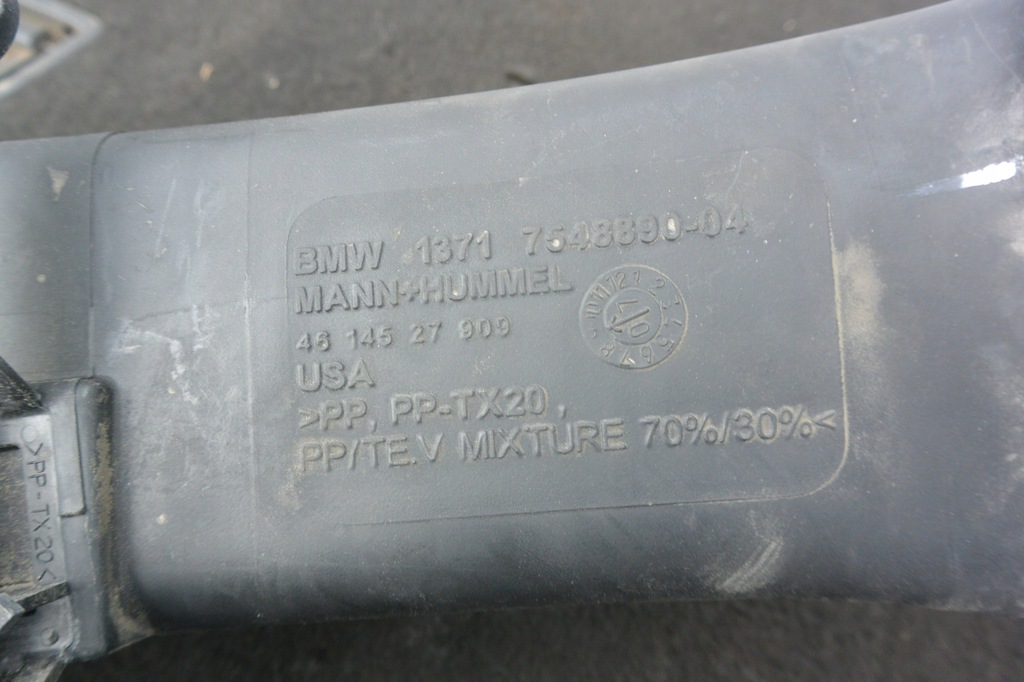 BMW 1371 7548890-04
MANN+HUMMEL
46 145 27 909
USA
>PP, PP-TX20 ,
PP/TE.V MIXTURE 70%/30%<
>PP-TX20<